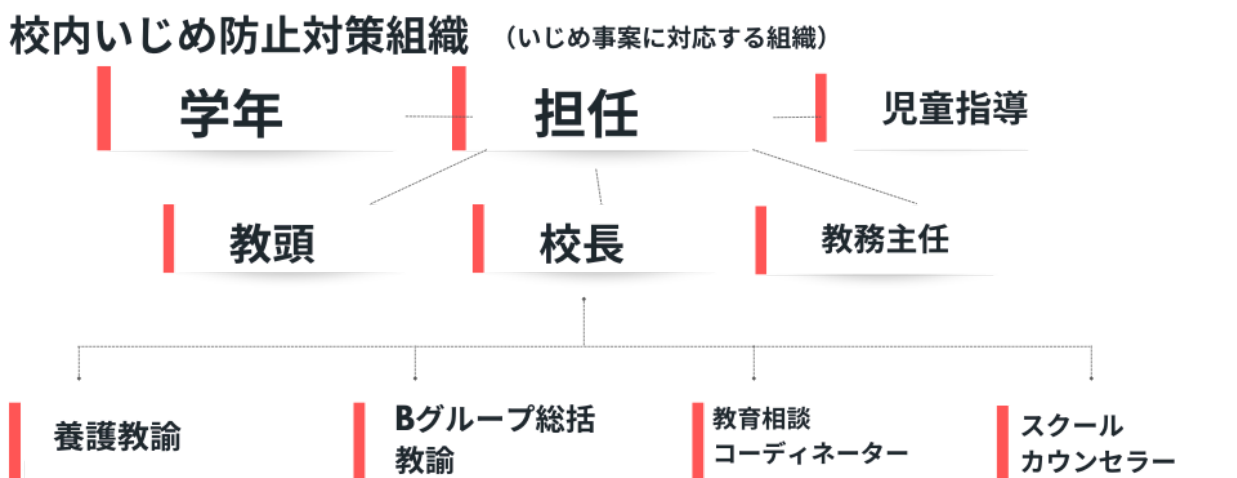 校内いじめ防止対策組織 （いじめ事案に対応する組織）
学年 担任 児童指導
教頭 校長 教務主任
養護教諭
Bグループ総括
教諭
教育相談
コーディネーター
スクール
カウンセラー